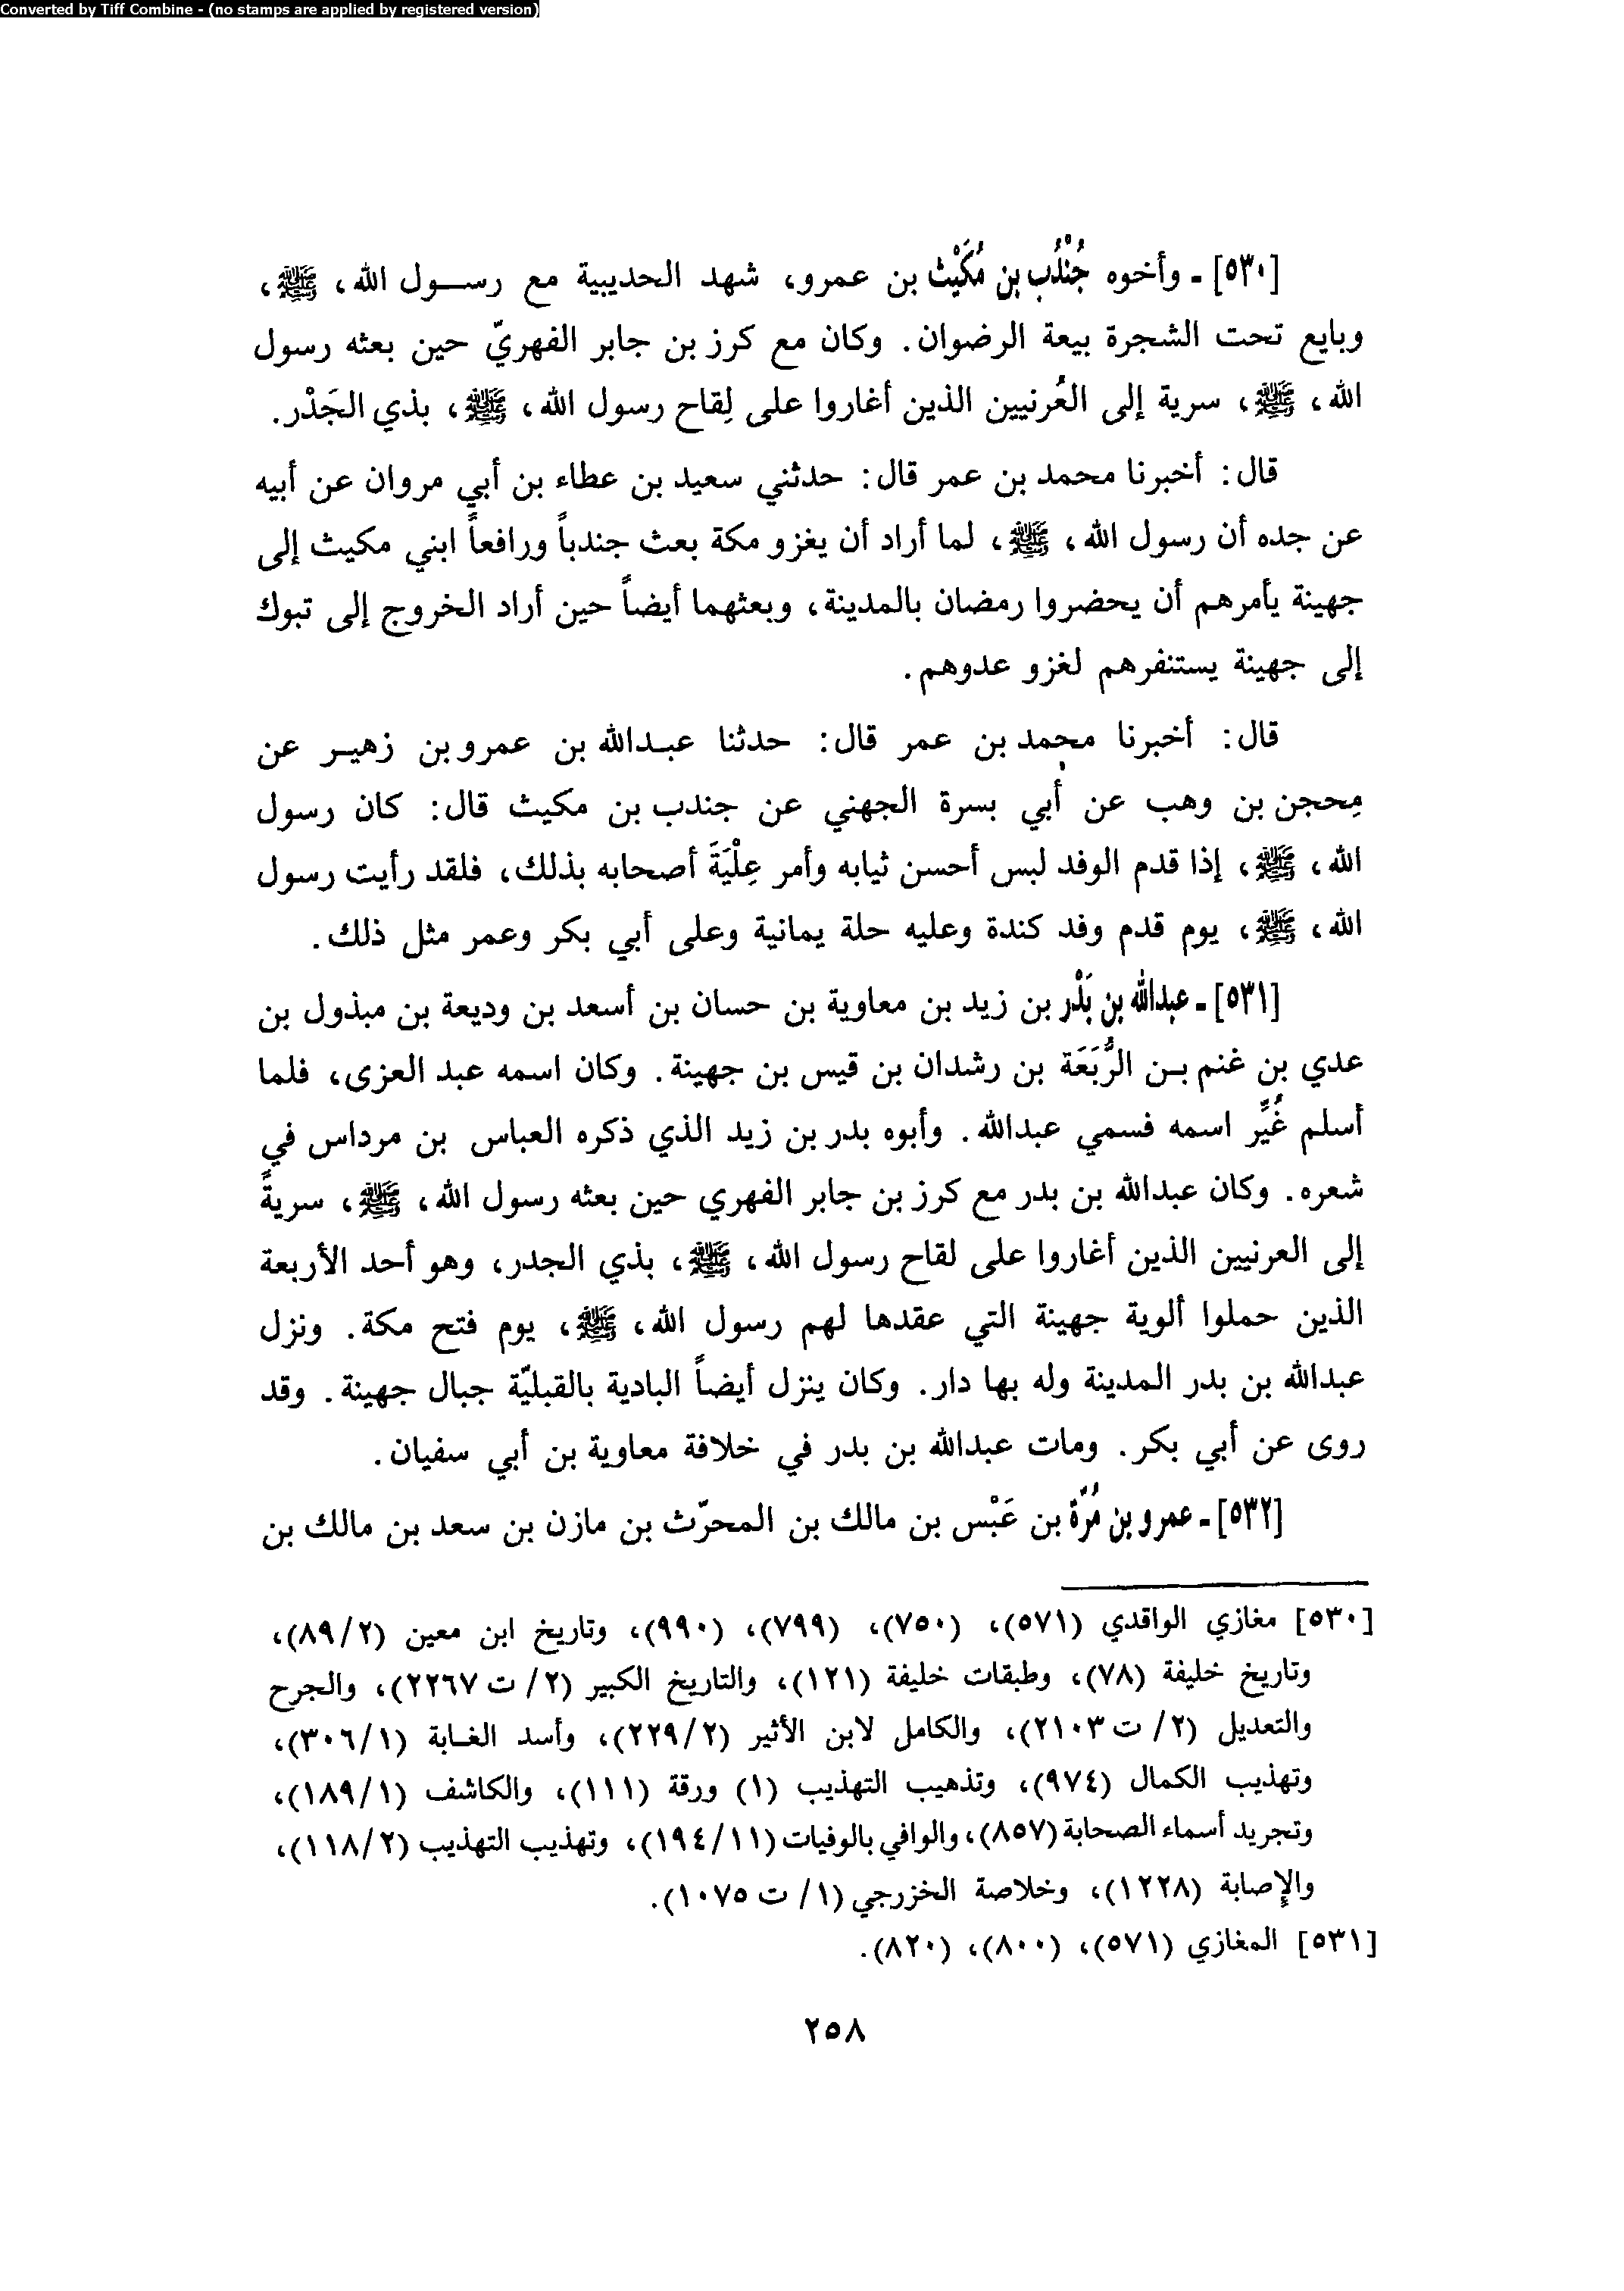 Converted by Tiff Combine - (no stamps are applied by registered version)
[٥٣٠] - وأخوه جُنْدُب بن مُكَيْث بن عمرو، شهد الحديبية مع رســول الله، ﷺ،
وبايع تحت الشجرة بيعة الرضوان. وكان مع كرز بن جابر الفهريّ حين بعثه رسول
الله، ﷺ، سرية إلى العُرنيين الذين أغاروا على لِقاح رسول الله، ﷺ، بذي الجَدْر.
قال: أخبرنا محمد بن عمر قال: حدثني سعيد بن عطاء بن أبي مروان عن أبيه
عن جده أن رسول الله، ﷺ، لما أراد أن يغزو مكة بعث جندباً ورافعاً ابني مكيث إلى
جهينة يأمرهم أن يحضروا رمضان بالمدينة، وبعثهما أيضاً حين أراد الخروج إلى تبوك
إلى جهينة يستنفرهم لغزو عدوهم.
قال: أخبرنا محمد بن عمر قال: حدثنا عبدالله بن عمرو بن زهير عن
مِحجن بن وهب عن أبي بسرة الجهني عن جندب بن مكيث قال: كان رسول
الله، ﷺ، إذا قدم الوفد لبس أحسن ثيابه وأمر عِلْيَةَ أصحابه بذلك، فلقد رأيت رسول
الله، ﷺ، يوم قدم وفد كندة وعليه حلة يمانية وعلى أبي بكر وعمر مثل ذلك.
[٥٣١] - عبدالله بن بَدْر بن زيد بن معاوية بن حسان بن أسعد بن وديعة بن مبذول بن
عدي بن غنم بن الرَّبَعَة بن رشدان بن قيس بن جهينة. وكان اسمه عبد العزى، فلما
أسلم غُيِّر اسمه فسمي عبدالله. وأبوه بدر بن زيد الذي ذكره العباس بن مرداس في
شعره. وكان عبدالله بن بدر مع كرز بن جابر الفهري حين بعثه رسول الله، ﷺ، سريةً
إلى العرنيين الذين أغاروا على لقاح رسول الله، ﷺ، بذي الجدر، وهو أحد الأربعة
الذين حملوا ألوية جهينة التي عقدها لهم رسول الله، ﷺ، يوم فتح مكة. ونزل
عبدالله بن بدر المدينة وله بها دار. وكان ينزل أيضاً البادية بالقبليّة جبال جهينة. وقد
روى عن أبي بكر. ومات عبدالله بن بدر في خلافة معاوية بن أبي سفيان.
[٥٣٢] - عمرو بن مُرّة بن عَبْس بن مالك بن المحرّث بن مازن بن سعد بن مالك بن
[٥٣٠] مغازي الواقدي (٥٧١)، (٧٥٠)، (٧٩٩)، (٩٩٠)، وتاريخ ابن معين (٨٩/٢)،
وتاريخ خليفة (٧٨)، وطبقات خليفة (١٢١)، والتاريخ الكبير (٢/ ت ٢٢٦٧)، والجرح
والتعديل (٢/ ت ٢١٠٣)، والكامل لابن الأثير (٢٢٩/٢)، وأسد الغابة (٣٠٦/١)،
وتهذيب الكمال (٩٧٤)، وتذهيب التهذيب (١) ورقة (١١١)، والكاشف (١٨٩/١)،
وتجريد أسماء الصحابة (٨٥٧)، والوافي بالوفيات (١٩٤/١١)، وتهذيب التهذيب (١١٨/٢)،
والإصابة (١٢٢٨)، وخلاصة الخزرجي (١/ ت ١٠٧٥).
[٥٣١] المغازي (٥٧١)، (٨٠٠)، (٨٢٠).
٢٥٨